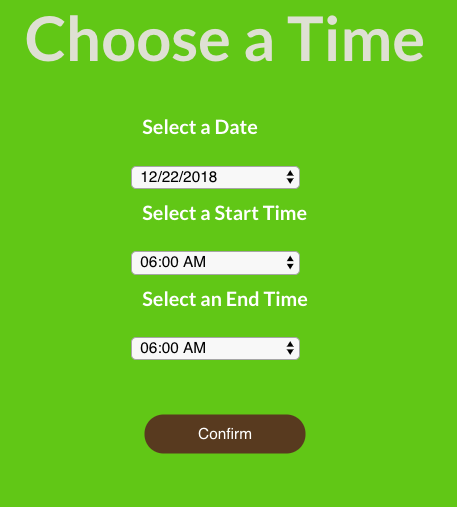 Choose a Time
Select a Date
12/22/2018
Select a Start Time
06:00 AM
Select an End Time
06:00 AM
Confirm